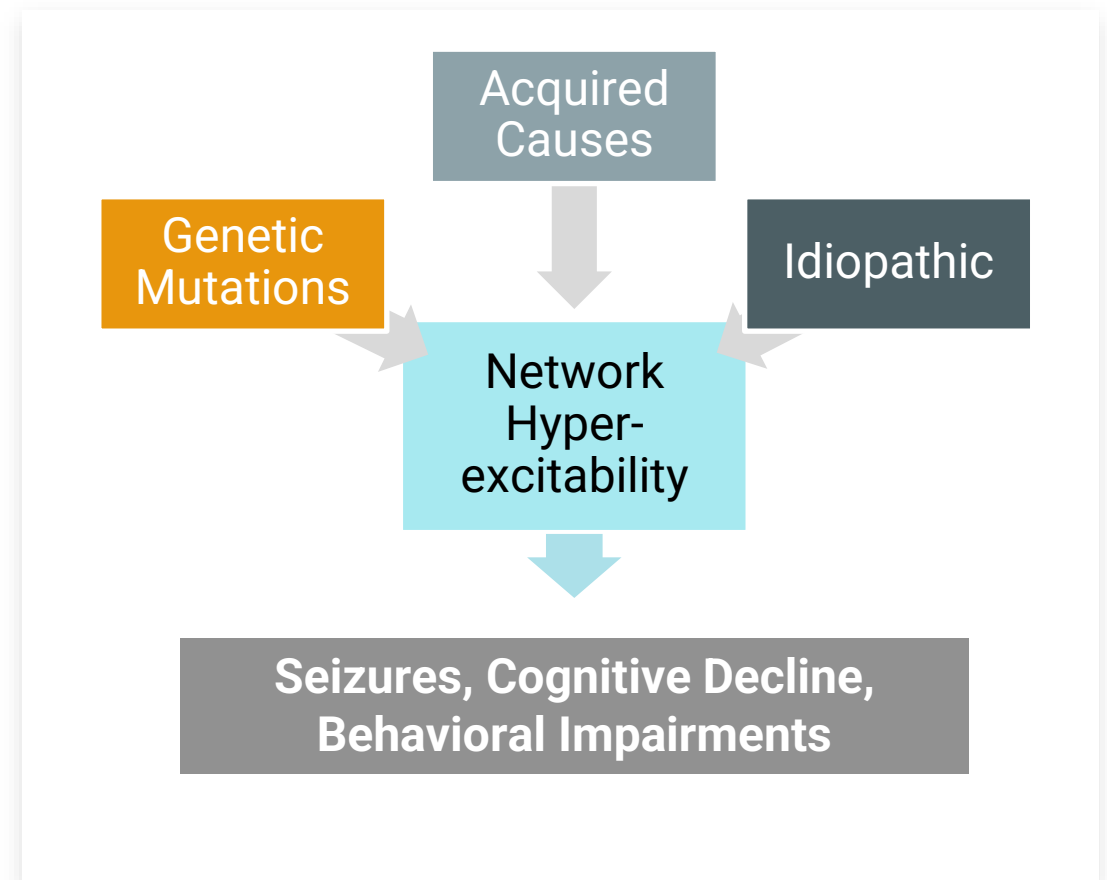 Acquired
Causes
Genetic
Mutations
Idiopathic
Network
Hyper-
excitability
Seizures, Cognitive Decline,
Behavioral Impairments